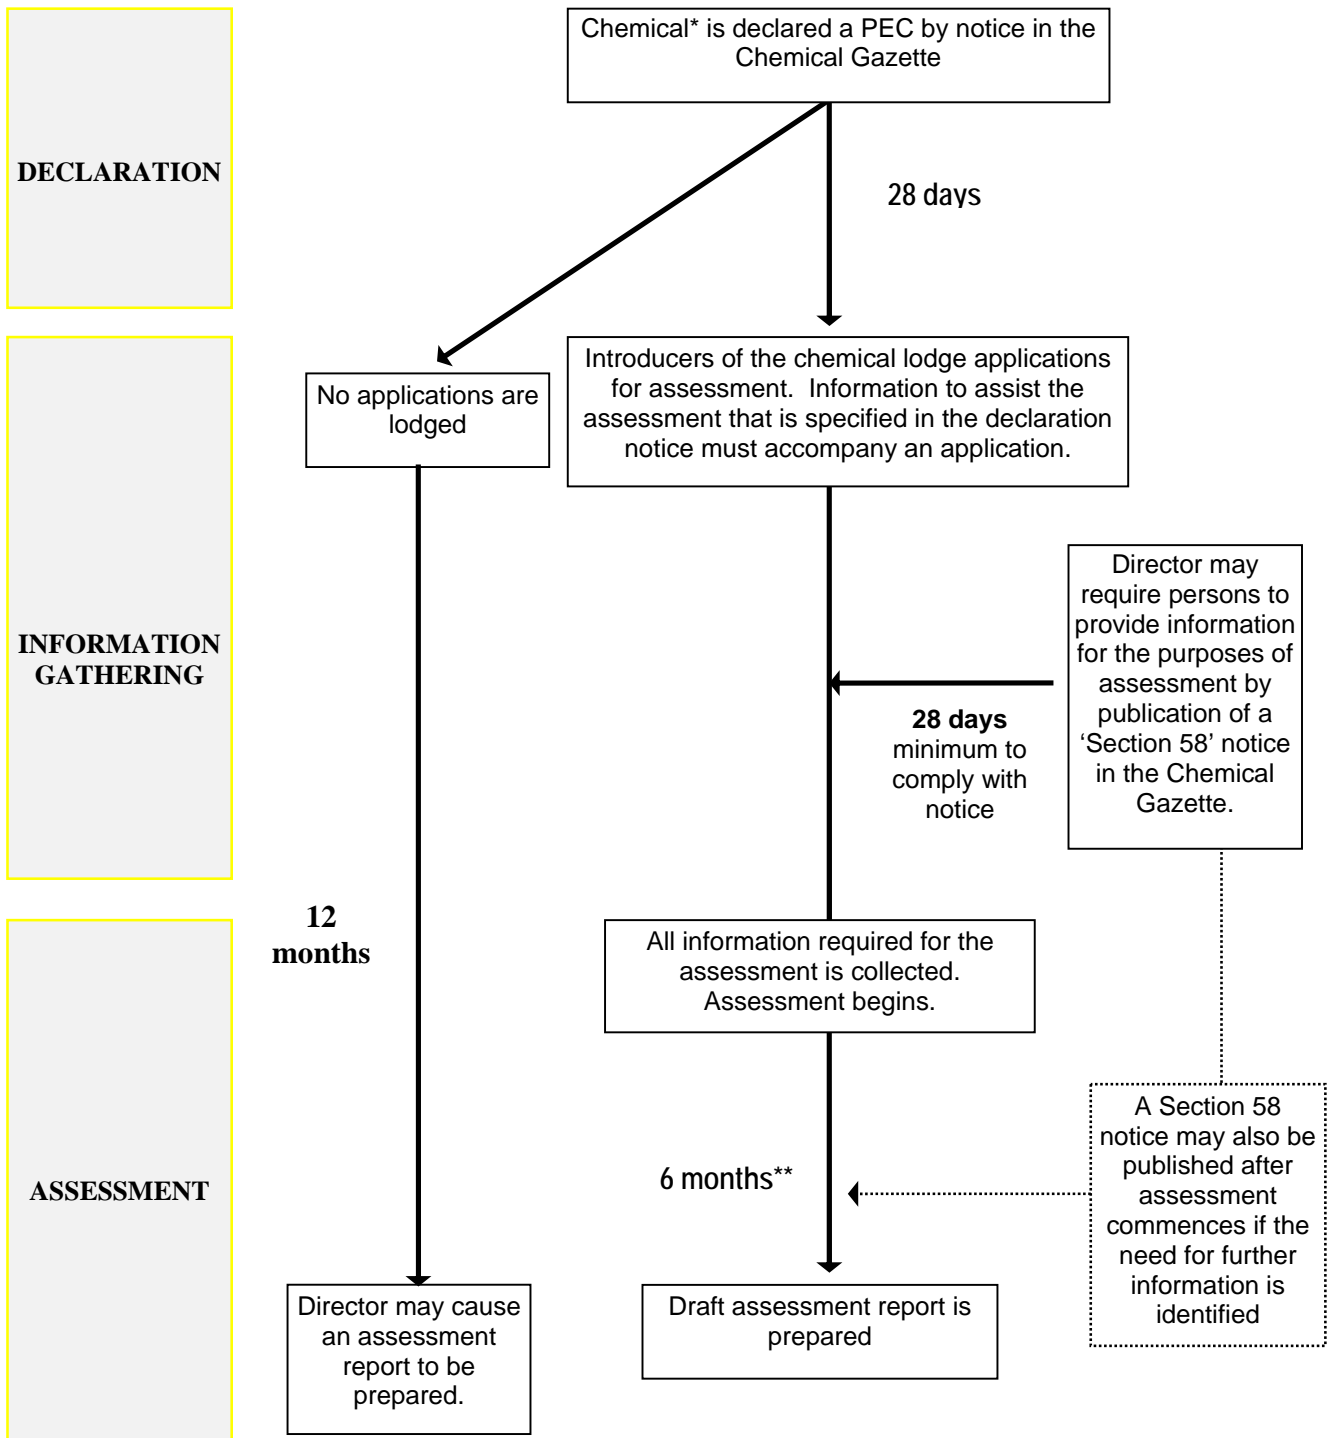 Chemical* is declared a PEC by notice in the
Chemical Gazette
DECLARATION
28 days
Introducers of the chemical lodge applications
for assessment.  Information to assist the
assessment that is specified in the declaration
notice must accompany an application.
No applications are
lodged
INFORMATION
GATHERING
Director may
require persons to
provide information
for the purposes of
assessment by
publication of a
‘Section 58’ notice
in the Chemical
Gazette.
28 days
minimum to
comply with
notice
12
months
All information required for the
assessment is collected.
Assessment begins.
ASSESSMENT
6 months**
A Section 58
notice may also be
published after
assessment
commences if the
need for further
information is
identified
Director may cause
an assessment
report to be
prepared.
Draft assessment report is
prepared